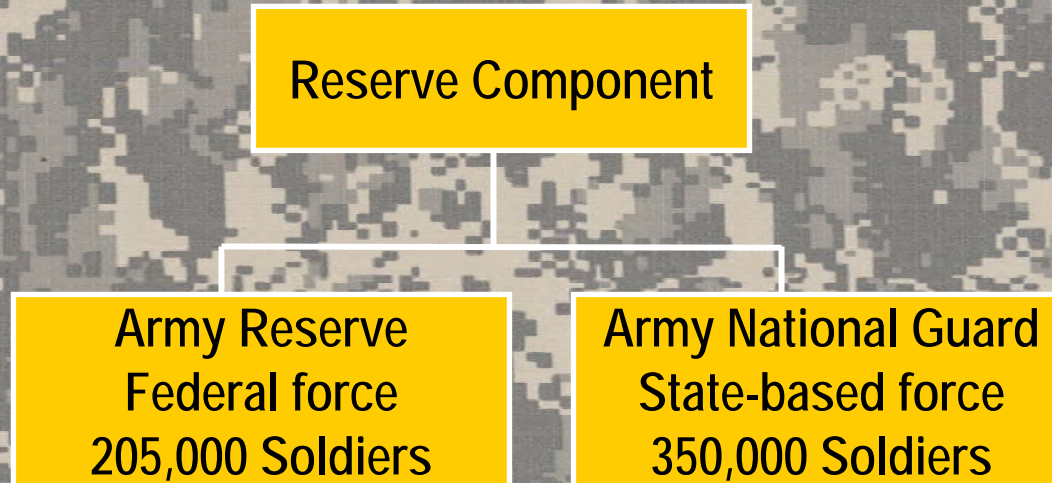 Reserve Component
Army Reserve
Federal force
205,000 Soldiers
Army National Guard
State-based force
350,000 Soldiers